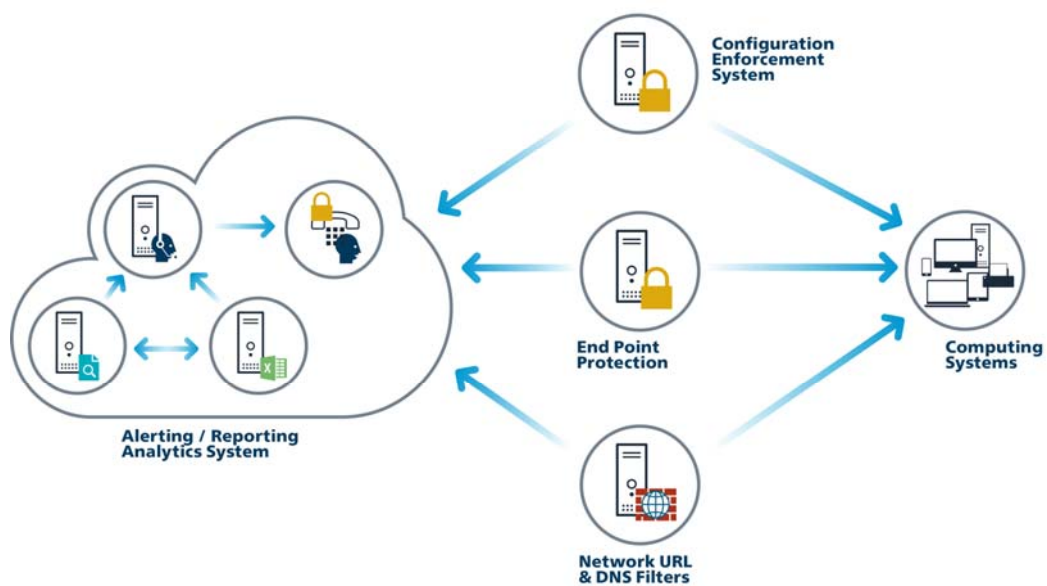 Configuration
Enforcement
System
End Point
Protection
Computing
Systems
Alerting / Reporting
Analytics System
Network URL
& DNS Filters